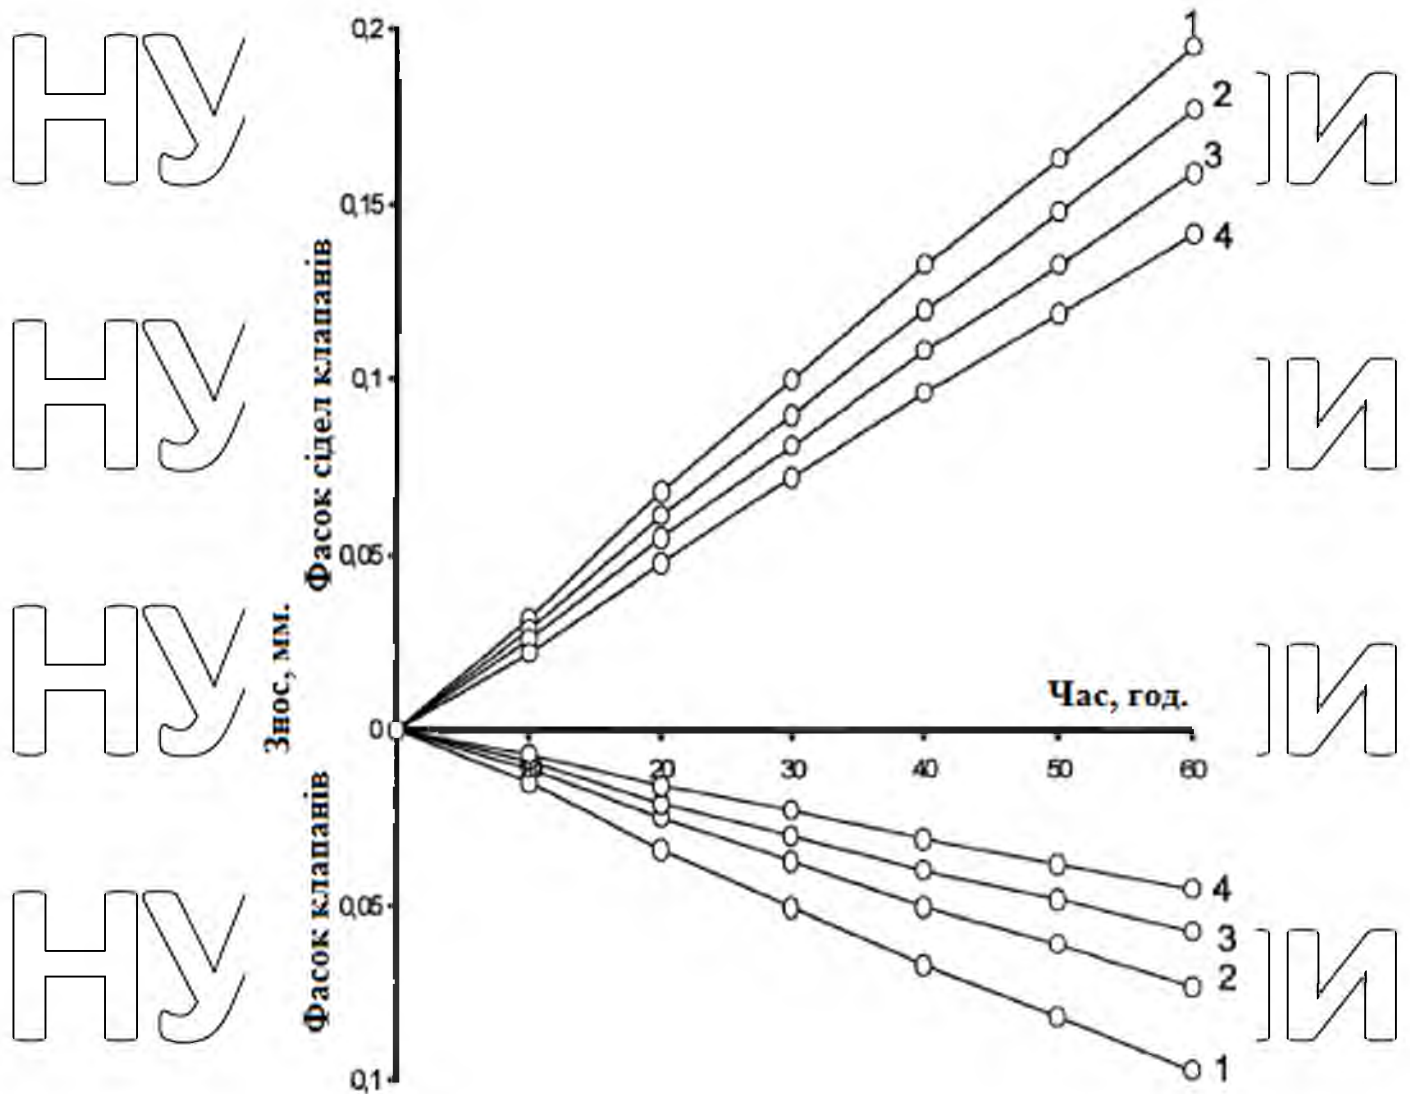 НУ
И
НУ
И
НУ
И
НУ
И
Знос, мм.
Фасок сідел клапанів
Фасок клапанів
0,2
0,15
0,1
0,05
0
0,05
0,1
Час, год.
20
30
40
50
60
1
2
3
4
4
3
2
1